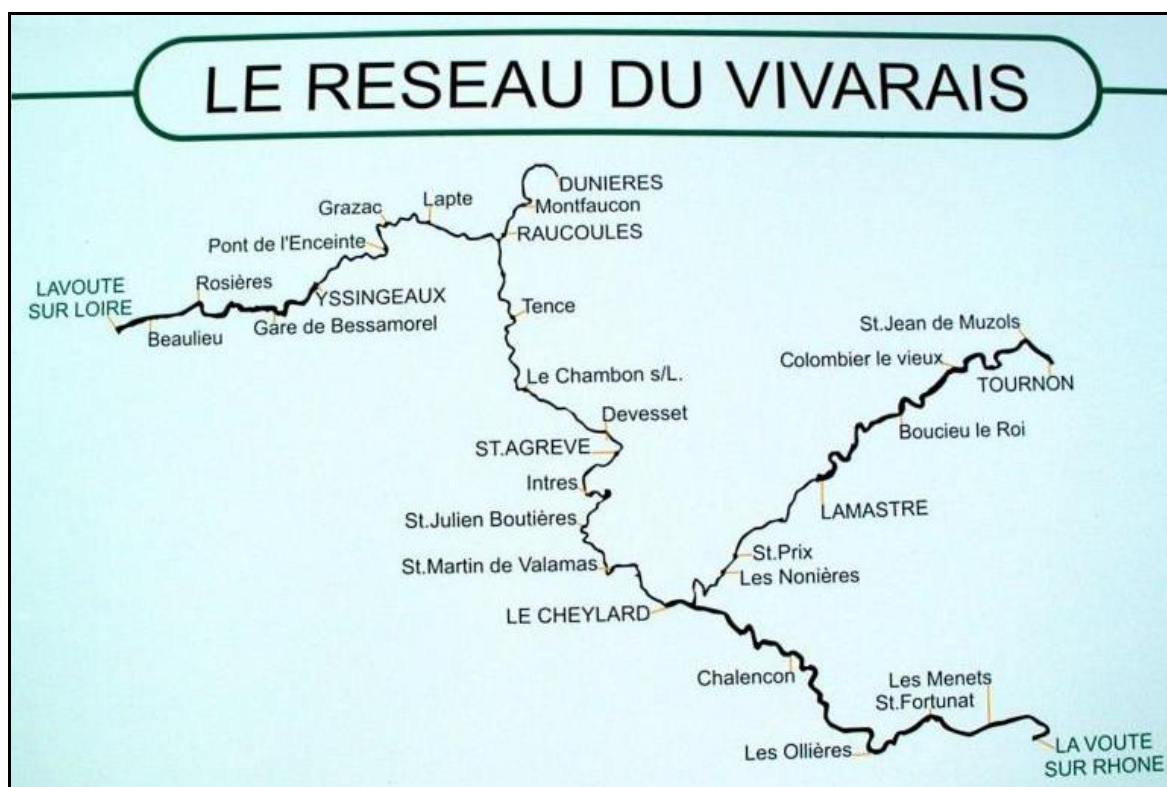 LE RESEAU DU VIVARAIS
DUNIERES
Lapte
Montfaucon
Grazac
RAUCOULES
Pont de l'Enceinte
LAVOUTE
SUR LOIRE
Rosières
YSSINGEAUX
Beaulieu
Gare de Bessamorel
Tence
St.Jean de Muzols
Colombier le vieux
TOURNON
Le Chambon s/L.
Devesset
Boucieu le Roi
ST.AGREVE
Intres
LAMASTRE
St.Julien Boutières
St.Prix
St.Martin de Valamas
Les Nonières
LE CHEYLARD
Chalencon
Les Menets
St.Fortunat
Les Ollières
LA VOUTE
SUR RHONE